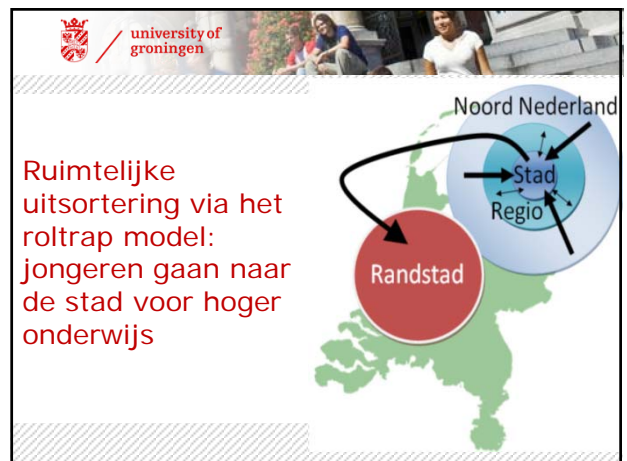 university of
groningen
Ruimtelijke
uitsortering via het
roltrap model:
jongeren gaan naar
de stad voor hoger
onderwijs
Noord Nederland
Stad
Regio
Randstad